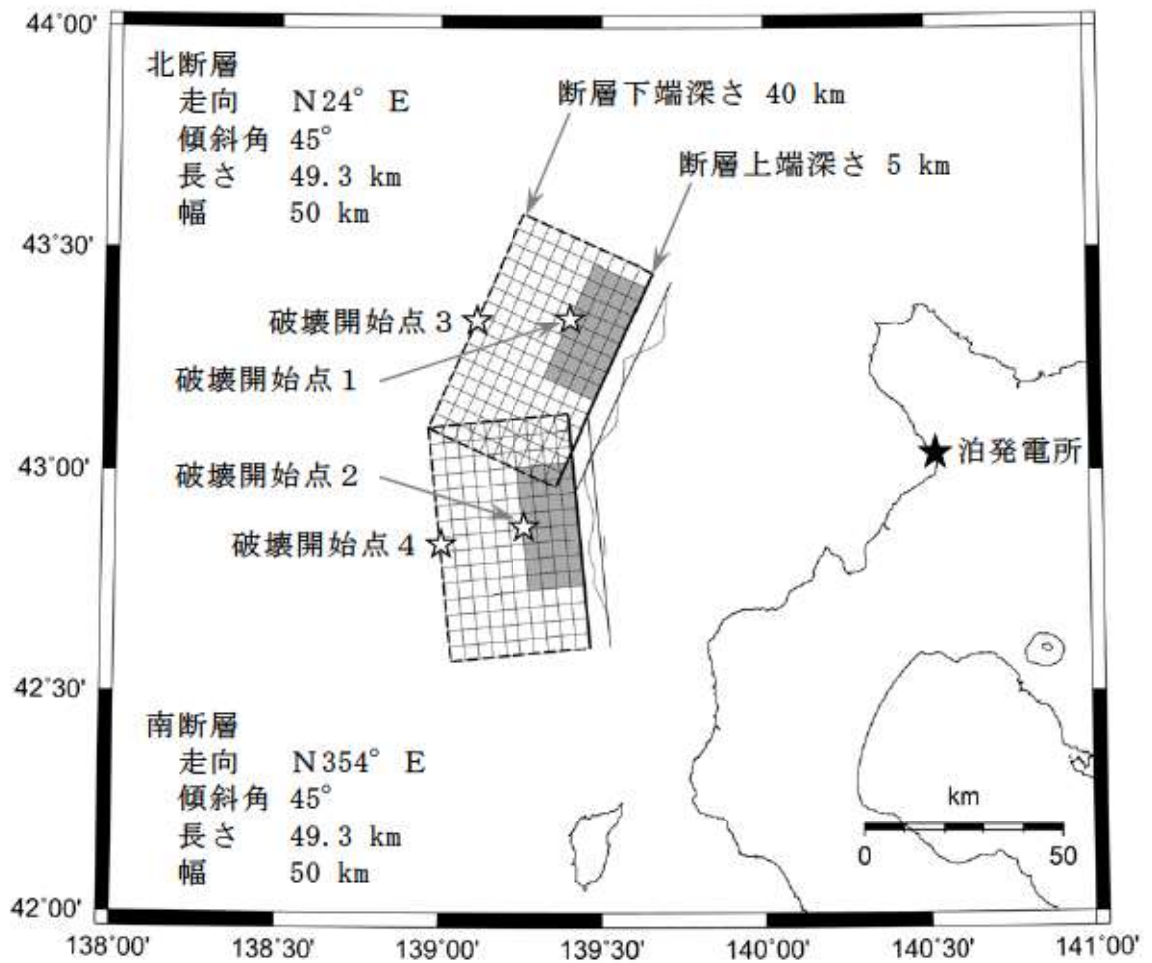 44°00'
北断層
走向 N24° E
傾斜角 45°
長さ 49.3 km
幅 50 km
断層下端深さ 40 km
断層上端深さ 5 km
43°30'
破壊開始点３
破壊開始点１
43°00'
泊発電所
破壊開始点２
破壊開始点４
42°30'
南断層
走向 N354° E
傾斜角 45°
長さ 49.3 km
幅 50 km
km
0 50
42°00'
138°00' 138°30' 139°00' 139°30' 140°00' 140°30' 141°00'